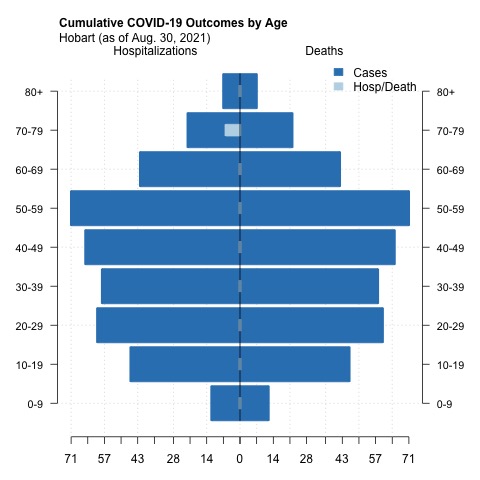 Cumulative COVID-19 Outcomes by Age
Hobart (as of Aug. 30, 2021)
Hospitalizations Deaths
Cases
Hosp/Death
80+ 80+
70-79 70-79
60-69 60-69
50-59 50-59
40-49 40-49
30-39 30-39
20-29 20-29
10-19 10-19
0-9 0-9
71 57 43 28 14 0 14 28 43 57 71